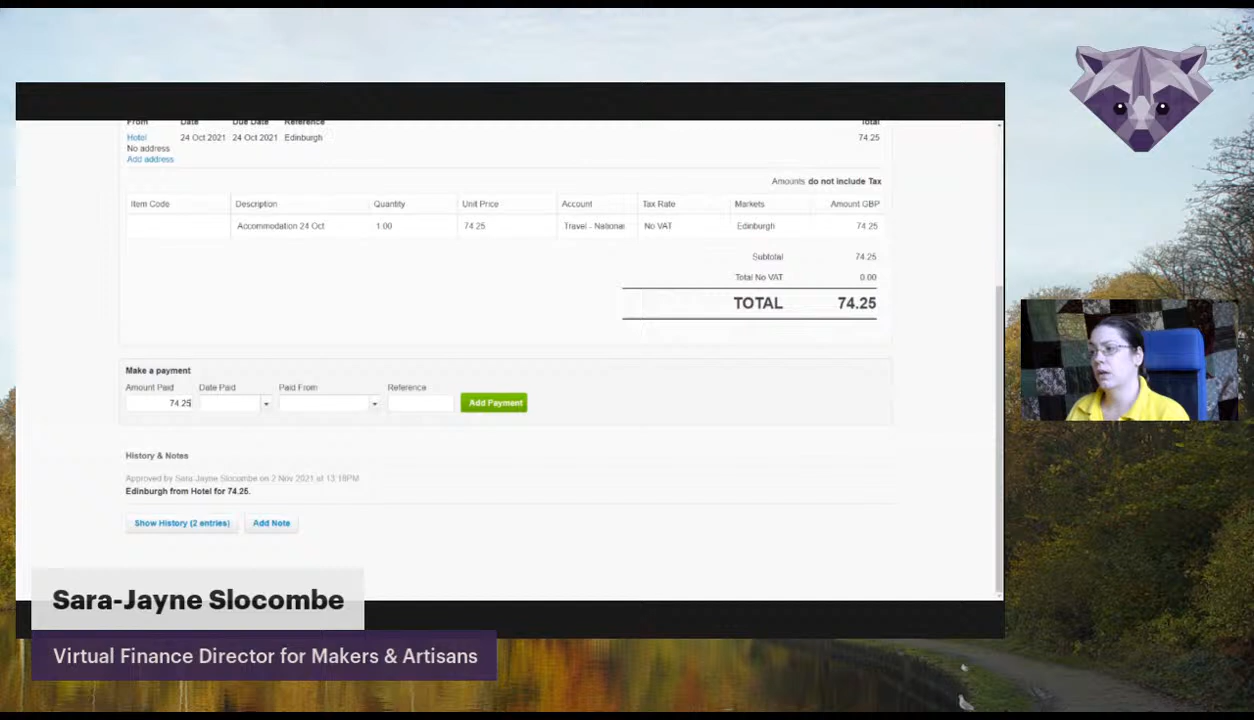 From Date Due Date Reference Total
Hotel 24 Oct 2021 24 Oct 2021 Edinburgh 74.25
No address
Add address
Amounts do not include Tax
Item Code Description Quantity Unit Price Account Tax Rate Markets Amount GBP
Accommodation 24 Oct 1.00 74.25 Travel - National No VAT Edinburgh 74.25
Subtotal 74.25
Total No VAT 0.00
TOTAL 74.25
Make a payment
Amount Paid Date Paid Paid From Reference
74.25 Add Payment
History & Notes
Approved by Sara-Jayne Slocombe on 2 Nov 2021 at 13:18PM
Edinburgh from Hotel for 74.25.
Show History (2 entries) Add Note
Sara-Jayne Slocombe
Virtual Finance Director for Makers & Artisans